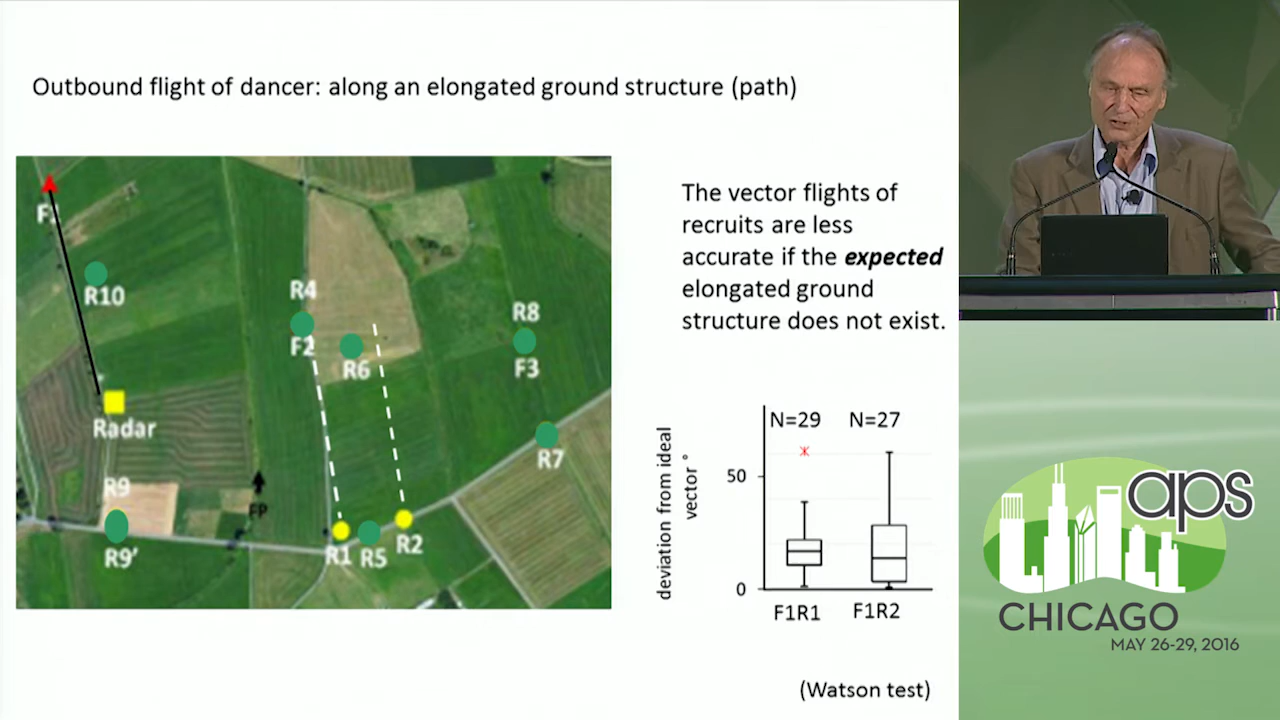 Outbound flight of dancer: along an elongated ground structure (path)
F1
R10
R4
F2
R6
R8
F3
Radar
R7
R9
FP
R9’
R1
R5
R2
The vector flights of
recruits are less
accurate if the expected
elongated ground
structure does not exist.
deviation from ideal
vector °
N=29
N=27
50
0
F1R1
F1R2
(Watson test)
aps
CHICAGO
MAY 26-29, 2016